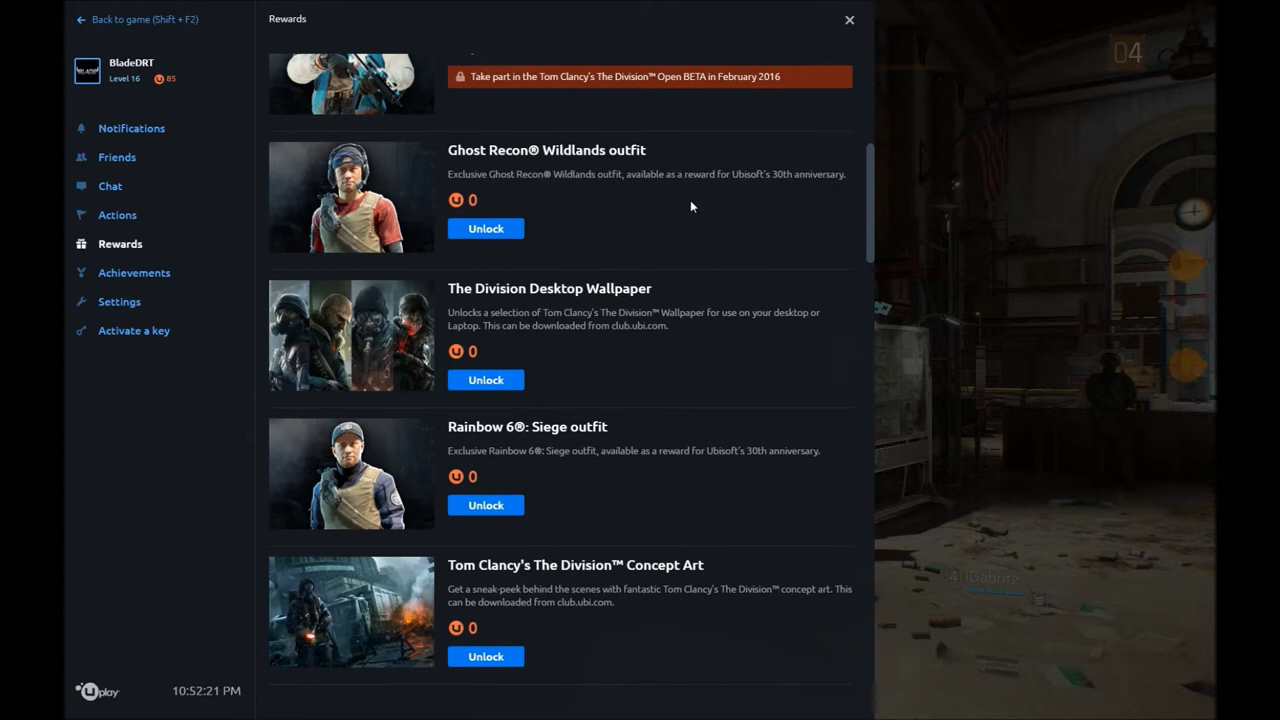 Back to game (Shift + F2)
Rewards
04
BLADE
BladeDRT
Level 16
85
Take part in the Tom Clancy's The Division™ Open BETA in February 2016
Notifications
Friends
Chat
Actions
Rewards
Achievements
Settings
Activate a key
Ghost Recon® Wildlands outfit
Exclusive Ghost Recon® Wildlands outfit, available as a reward for Ubisoft's 30th anniversary.
0
Unlock
The Division Desktop Wallpaper
Unlocks a selection of Tom Clancy's The Division™ Wallpaper for use on your desktop or
Laptop. This can be downloaded from club.ubi.com.
0
Unlock
Rainbow 6®: Siege outfit
Exclusive Rainbow 6®: Siege outfit, available as a reward for Ubisoft's 30th anniversary.
0
Unlock
Tom Clancy's The Division™ Concept Art
Get a sneak-peek behind the scenes with fantastic Tom Clancy's The Division™ concept art. This
can be downloaded from club.ubi.com.
0
Unlock
uplay
10:52:21 PM